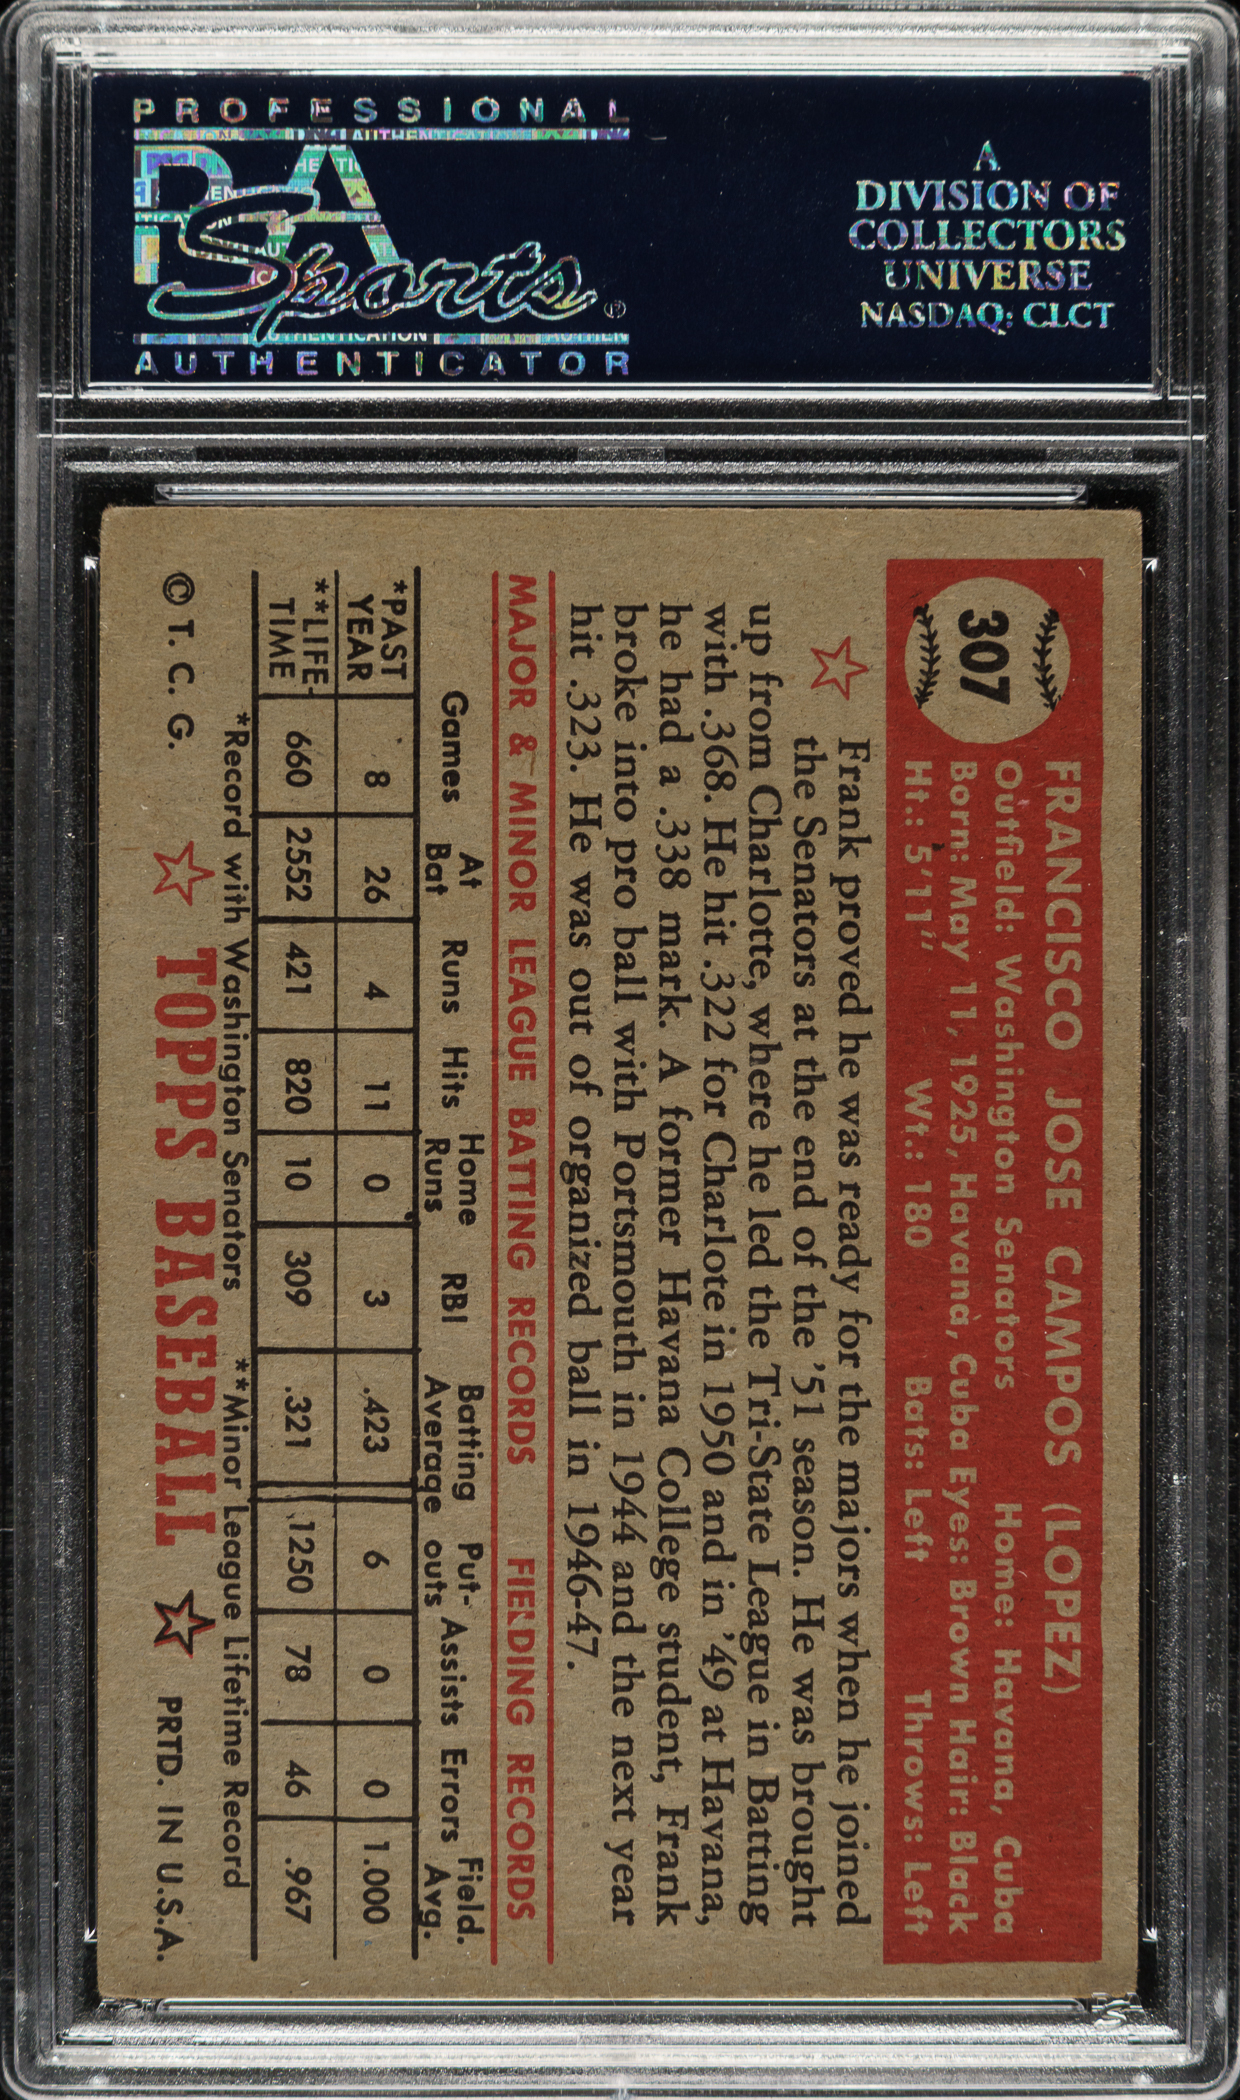 PROFESSIONAL
PSA
Sports®
AUTHENTICATOR
A
DIVISION OF
COLLECTORS
UNIVERSE
NASDAQ: CLCT
307
FRANCISCO JOSE CAMPOS (LOPEZ)
Outfield: Washington Senators Home: Havana, Cuba
Born: May 11, 1925, Havana, Cuba Eyes: Brown Hair: Black
Ht.: 5'11" Wt.: 180 Bats: Left Throws: Left
Frank proved he was ready for the majors when he joined
the Senators at the end of the '51 season. He was brought
up from Charlotte, where he led the Tri-State League in Batting
with .368. He hit .322 for Charlotte in 1950 and in '49 at Havana,
he had a .338 mark. A former Havana College student, Frank
broke into pro ball with Portsmouth in 1944 and the next year
hit .323. He was out of organized ball in 1946-47.
MAJOR & MINOR LEAGUE BATTING RECORDS FIELDING RECORDS
Games At Bat Runs Hits Home Runs RBI Batting Average Put-outs Assists Errors Field. Avg.
*PAST YEAR 8 26 4 11 0 3 .423 6 0 0 1.000
**LIFE-TIME 660 2552 421 820 10 309 .321 1250 78 46 .967
*Record with Washington Senators **Minor League Lifetime Record
© T. C. G. TOPPS BASEBALL PRTD. IN U.S.A.